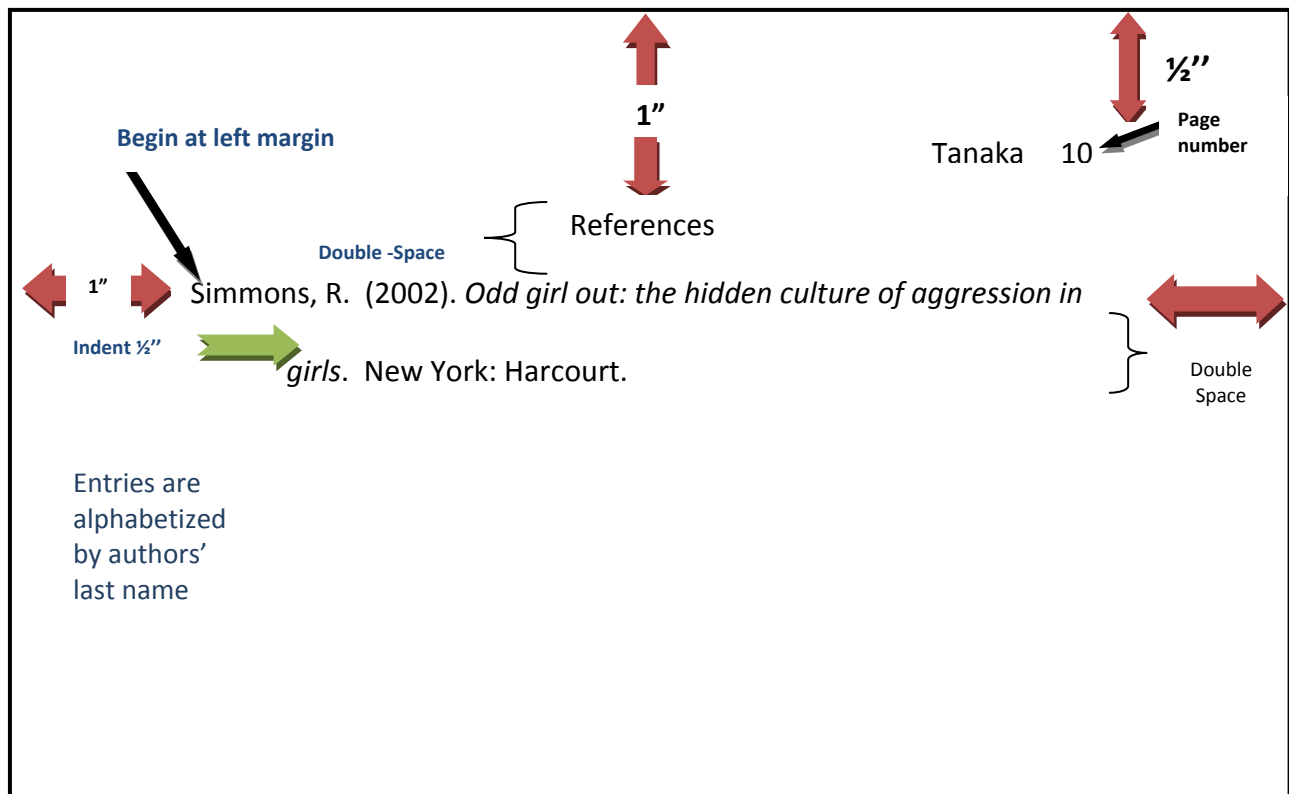 ½’’
1”
Page
number
Begin at left margin
Tanaka 10
References
Double -Space
1”
Simmons, R. (2002). Odd girl out: the hidden culture of aggression in
Indent ½’’
girls. New York: Harcourt.
Double
Space
Entries are
alphabetized
by authors’
last name